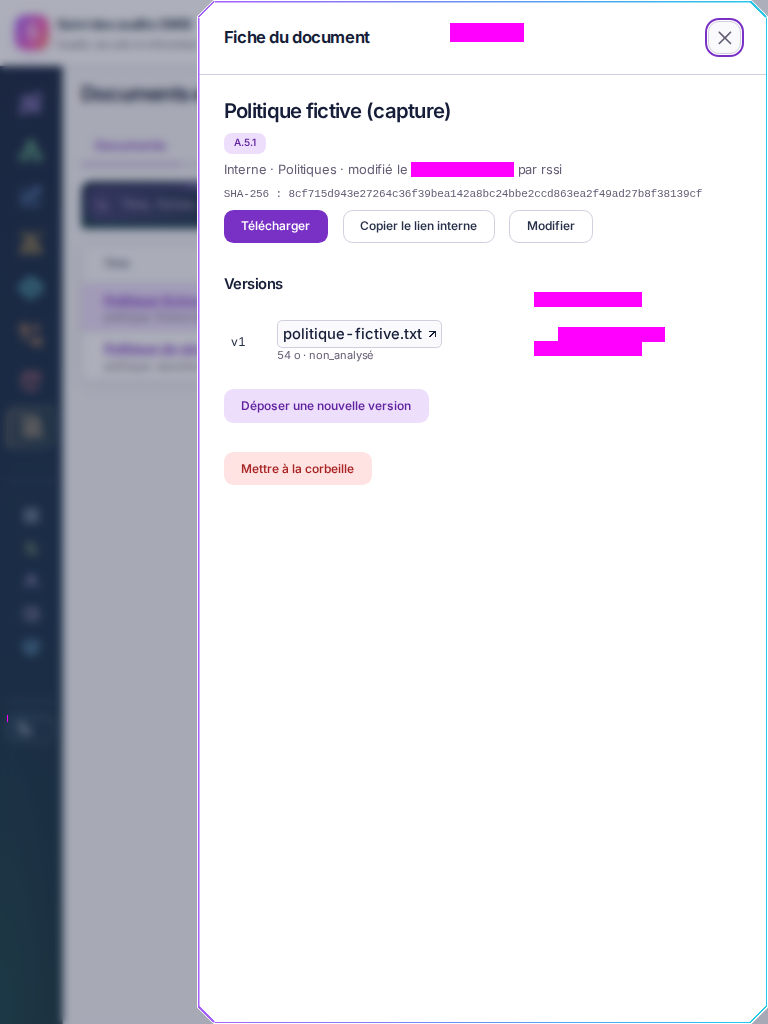 Fiche du document
Politique fictive (capture)
A.5.1
Interne · Politiques · modifié le par rssi
SHA-256 : 8cf715d943e27264c36f39bea142a8bc24bbe2ccd863ea2f49ad27b8f38139cf
Télécharger Copier le lien interne Modifier
Versions
v1 politique-fictive.txt
54 o · non_analysé
Déposer une nouvelle version
Mettre à la corbeille